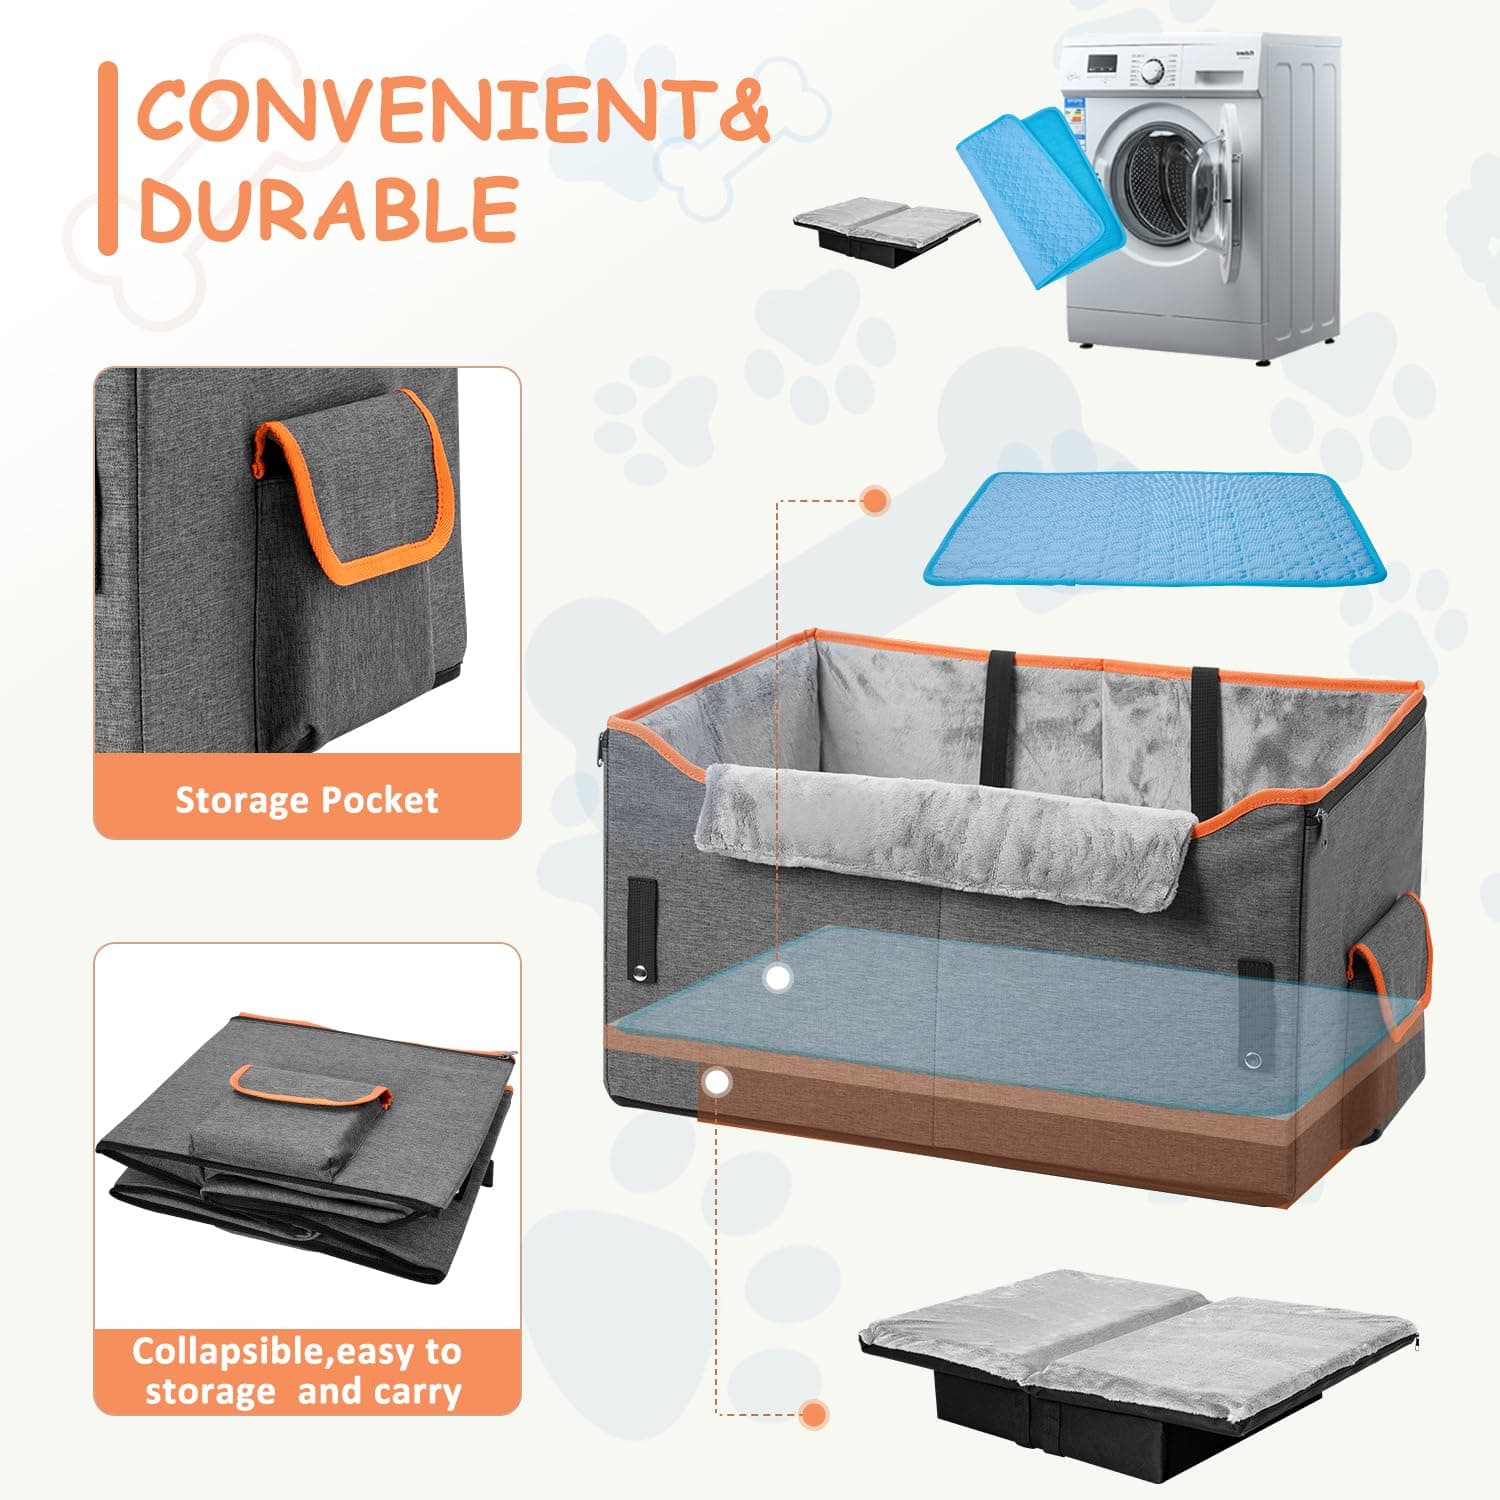 CONVENIENT&
DURABLE
Storage Pocket
Collapsible,easy to
storage and carry